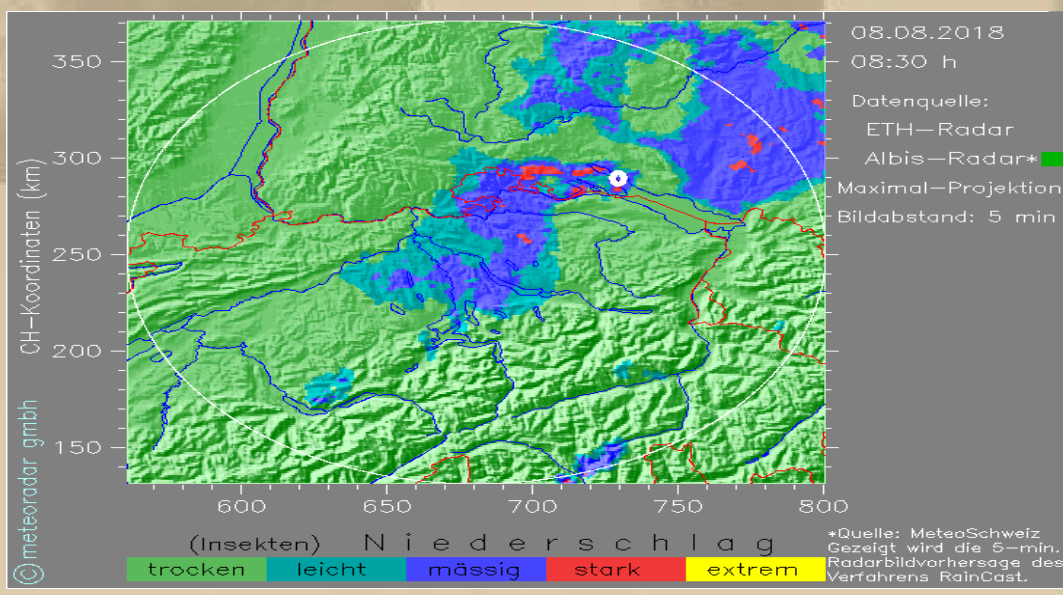 08.08.2018
08:30 h
Datenquelle:
ETH-Radar
Albis-Radar*
Maximal-Projektion
Bildabstand: 5 min
CH-Koordinaten (km)
350
300
250
200
150
600
650
700
750
800
© meteoradar gmbh
(Insekten) Niederschlag
trocken leicht mässig stark extrem
*Quelle: MeteoSchweiz
Gezeigt wird die 5-min.
Radarbildvorhersage des
Verfahrens RainCast.